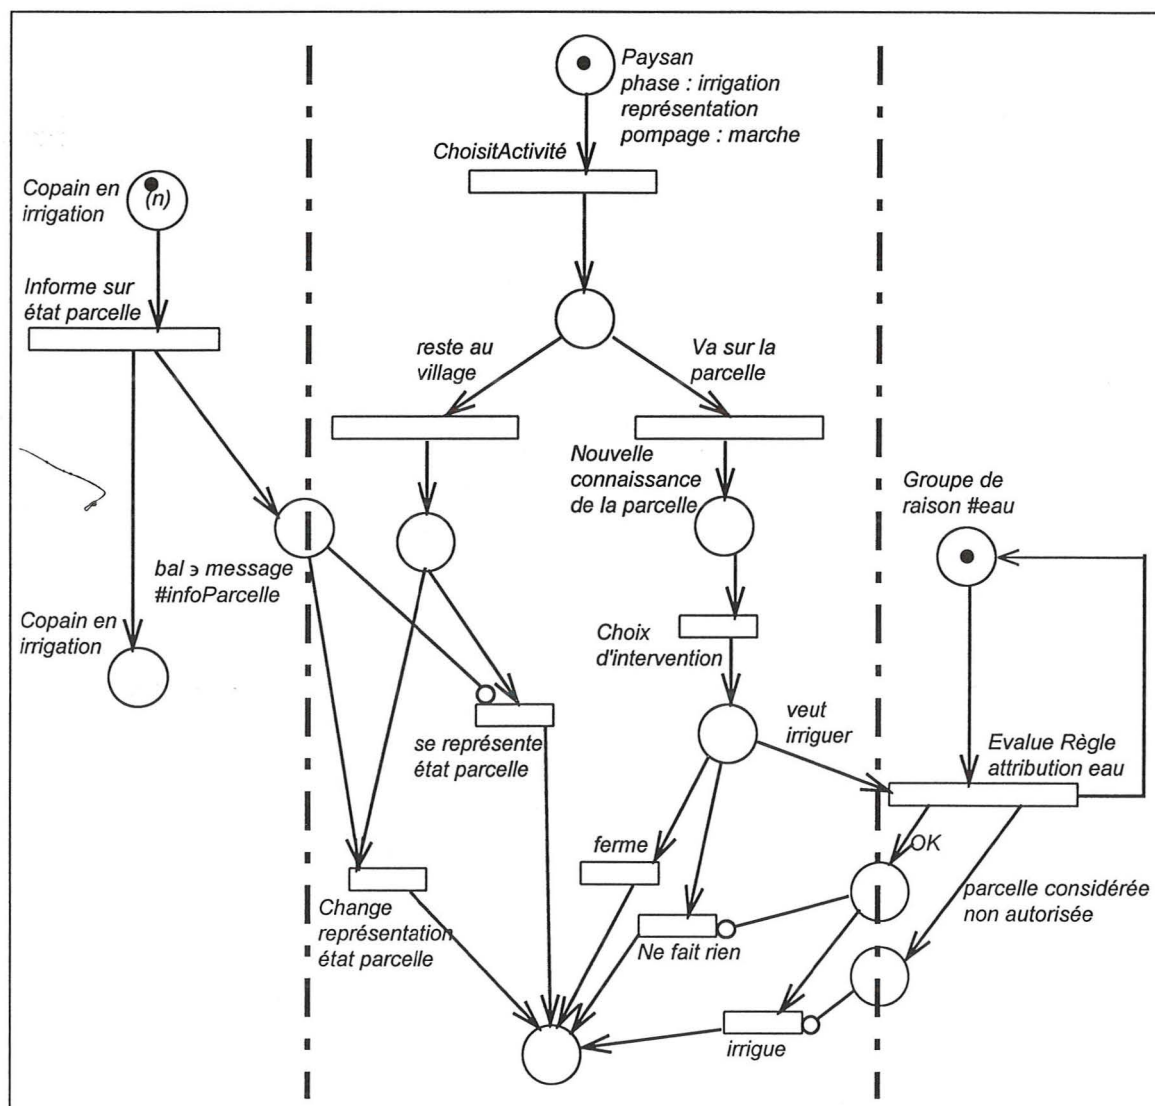 Paysan
phase : irrigation
représentation
pompage : marche
ChoisitActivité
Copain en
irrigation
(n)
Informe sur
état parcelle
reste au
village
Va sur la
parcelle
Nouvelle
connaissance
de la parcelle
Groupe de
raison #eau
bal ∍ message
#infoParcelle
Copain en
irrigation
Choix
d'intervention
veut
irriguer
se représente
état parcelle
Evalue Règle
attribution eau
ferme
OK
parcelle considérée
non autorisée
Change
représentation
état parcelle
Ne fait rien
irrigue